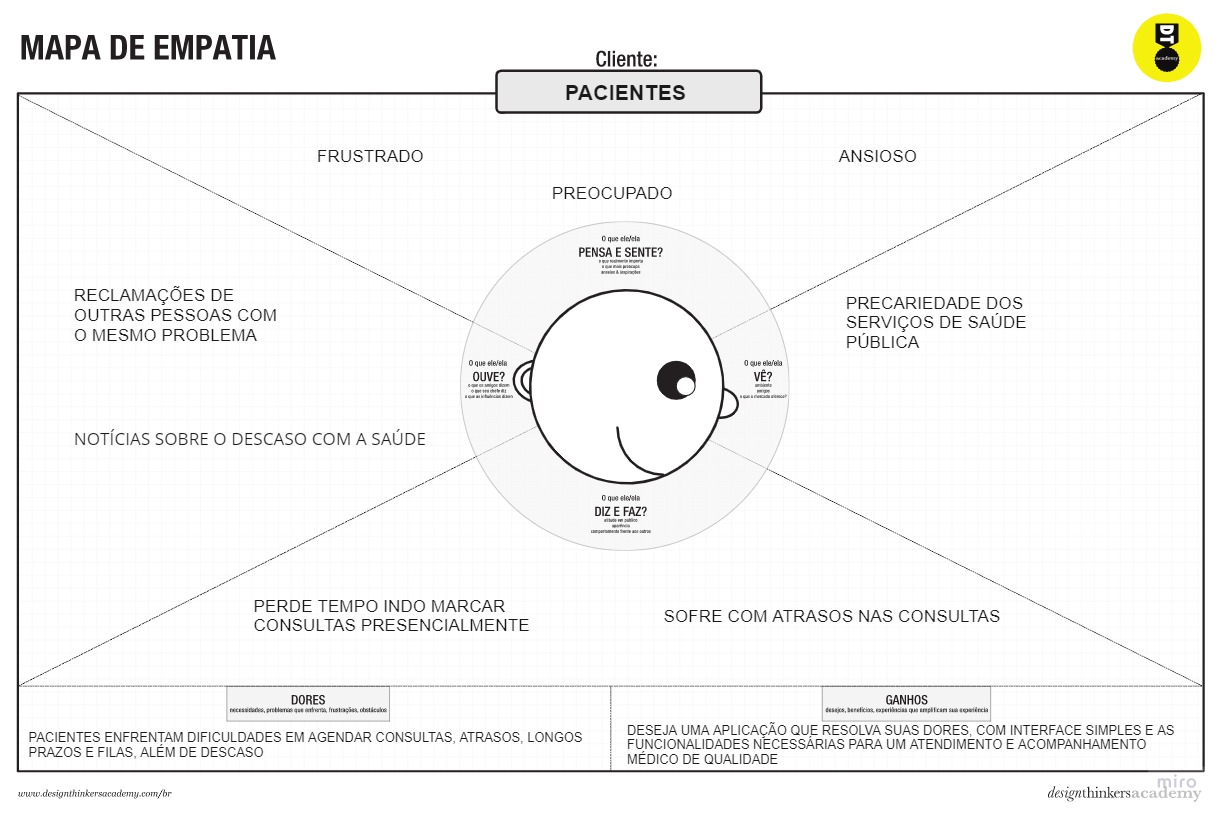 MAPA DE EMPATIA
DT
academy
Cliente:
PACIENTES
FRUSTRADO
ANSIOSO
PREOCUPADO
O que ele/ela
PENSA E SENTE?
o que realmente importa
o que mais preocupa
anseios & inspirações
RECLAMAÇÕES DE
OUTRAS PESSOAS COM
O MESMO PROBLEMA
NOTÍCIAS SOBRE O DESCASO COM A SAÚDE
O que ele/ela
OUVE?
o que os amigos dizem
o que seu chefe diz
o que as influências dizem
O que ele/ela
VÊ?
ambiente
amigos
o que o mercado oferece?
PRECARIEDADE DOS
SERVIÇOS DE SAÚDE
PÚBLICA
O que ele/ela
DIZ E FAZ?
atitude em público
aparência
comportamento frente aos outros
PERDE TEMPO INDO MARCAR
CONSULTAS PRESENCIALMENTE
SOFRE COM ATRASOS NAS CONSULTAS
DORES
necessidades, problemas que enfrenta, frustrações, obstáculos
PACIENTES ENFRENTAM DIFICULDADES EM AGENDAR CONSULTAS, ATRASOS, LONGOS
PRAZOS E FILAS, ALÉM DE DESCASO
GANHOS
desejos, benefícios, experiências que amplificam sua experiência
DESEJA UMA APLICAÇÃO QUE RESOLVA SUAS DORES, COM INTERFACE SIMPLES E AS
FUNCIONALIDADES NECESSÁRIAS PARA UM ATENDIMENTO E ACOMPANHAMENTO
MÉDICO DE QUALIDADE
www.designthinkersacademy.com/br
miro
designthinkersacademy